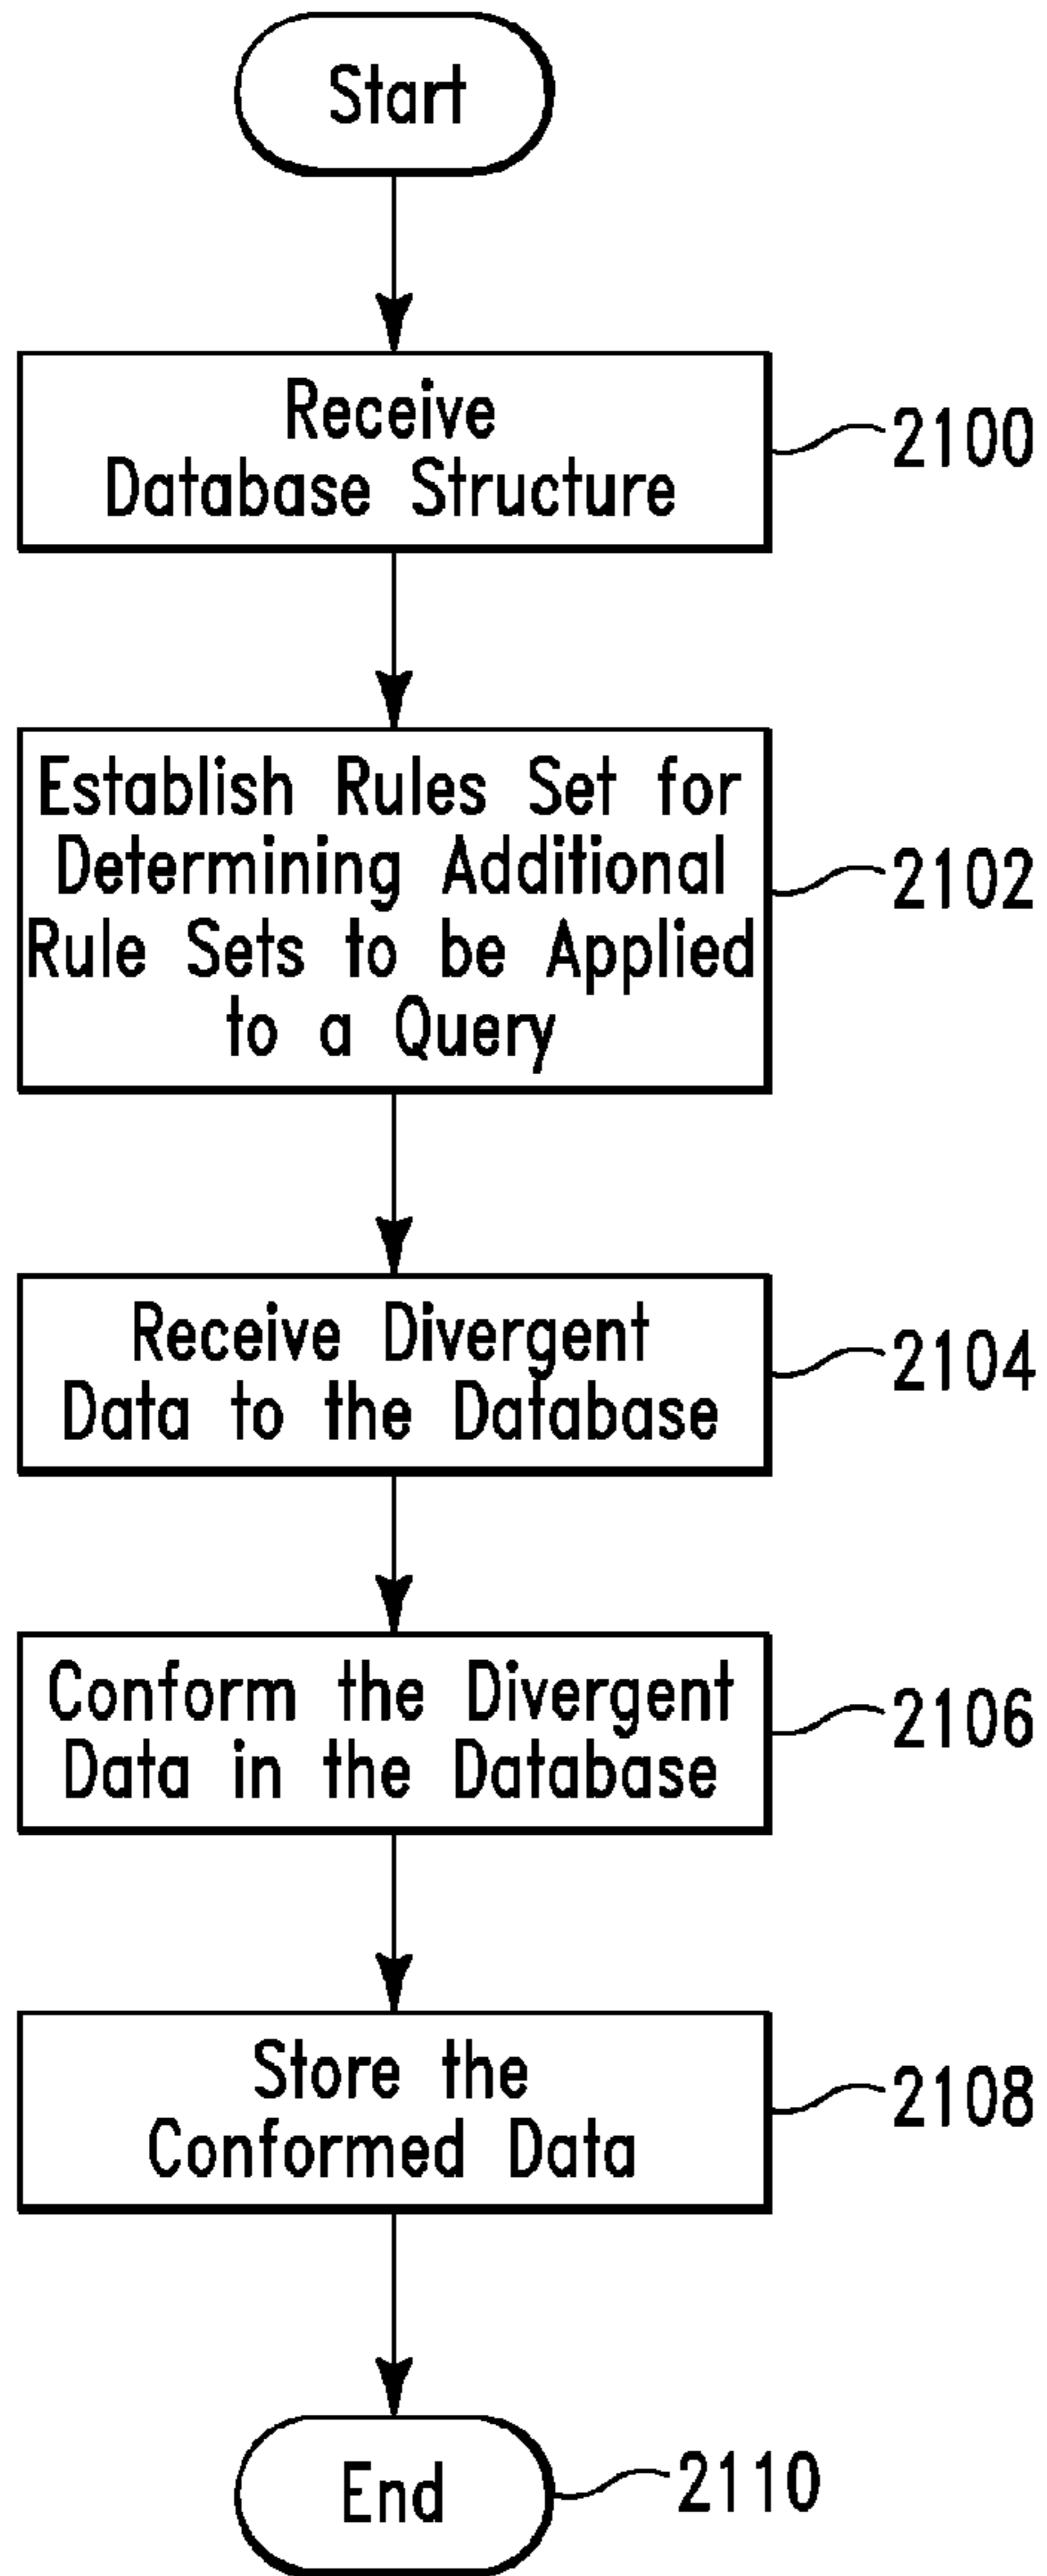 Start
Receive
Database Structure
2100
Establish Rules Set for
Determining Additional
Rule Sets to be Applied
to a Query
2102
Receive Divergent
Data to the Database
2104
Conform the Divergent
Data in the Database
2106
Store the
Conformed Data
2108
End
2110